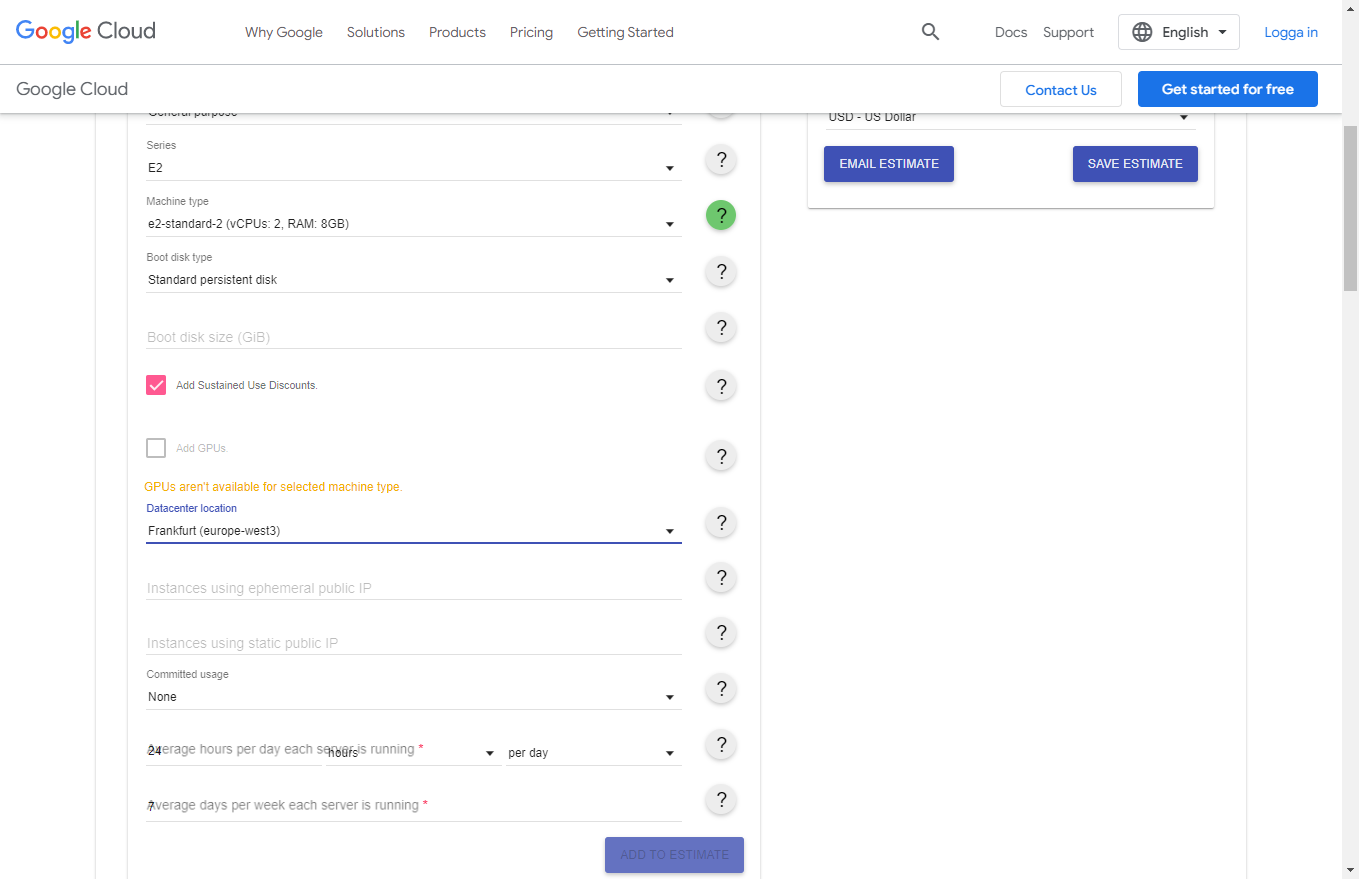 Google Cloud
Why Google
Solutions
Products
Pricing
Getting Started
Docs
Support
English
Logga in
Google Cloud
Contact Us
Get started for free
General purpose
Series
E2
?
Machine type
e2-standard-2 (vCPUs: 2, RAM: 8GB)
?
Boot disk type
Standard persistent disk
?
Boot disk size (GiB)
?
Add Sustained Use Discounts.
?
Add GPUs.
?
GPUs aren't available for selected machine type.
Datacenter location
Frankfurt (europe-west3)
?
Instances using ephemeral public IP
?
Instances using static public IP
?
Committed usage
None
?
Average hours per day each server is running *
24
hours
per day
?
Average days per week each server is running *
7
?
ADD TO ESTIMATE
USD - US Dollar
EMAIL ESTIMATE
SAVE ESTIMATE